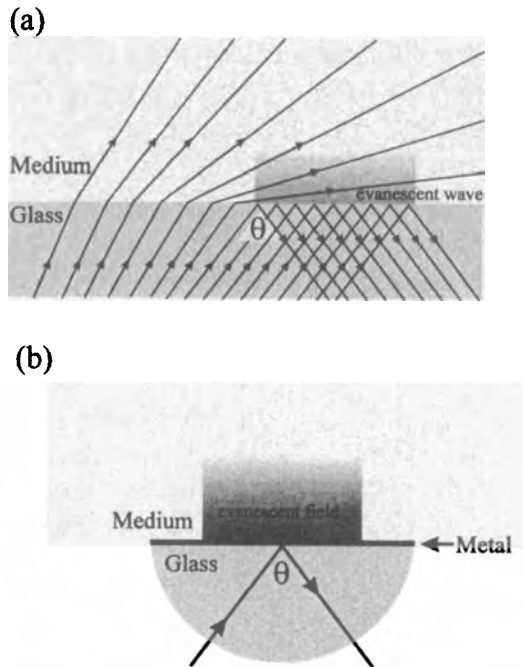 (a)
Medium
Glass
θ
evanescent wave
(b)
evanescent field
Medium
Metal
Glass
θ